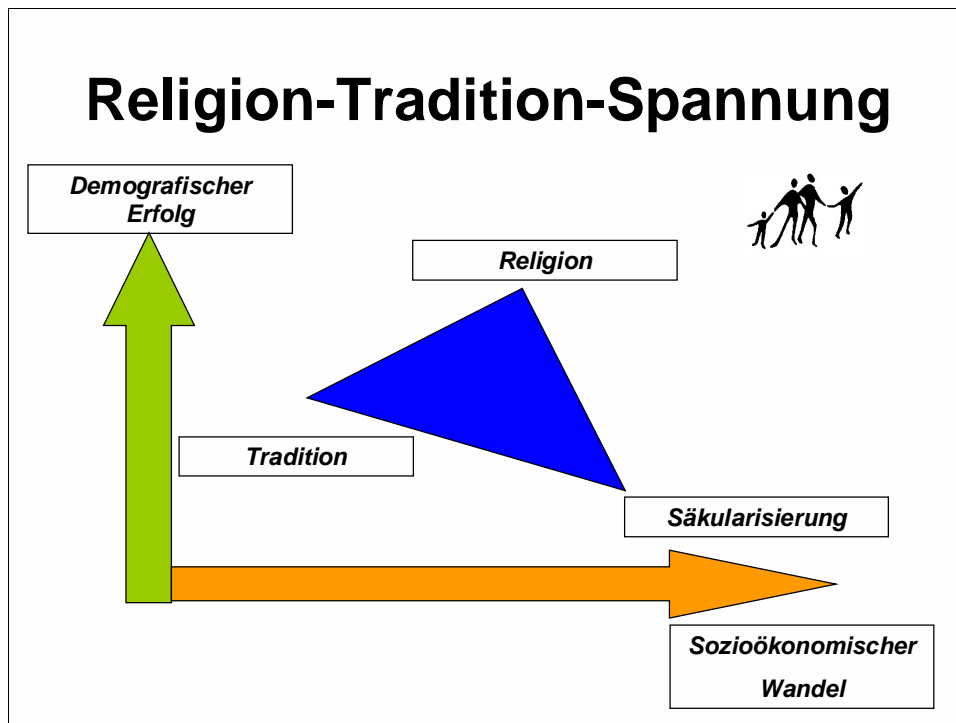 Religion-Tradition-Spannung
Demografischer
Erfolg
Religion
Tradition
Säkularisierung
Sozioökonomischer
Wandel